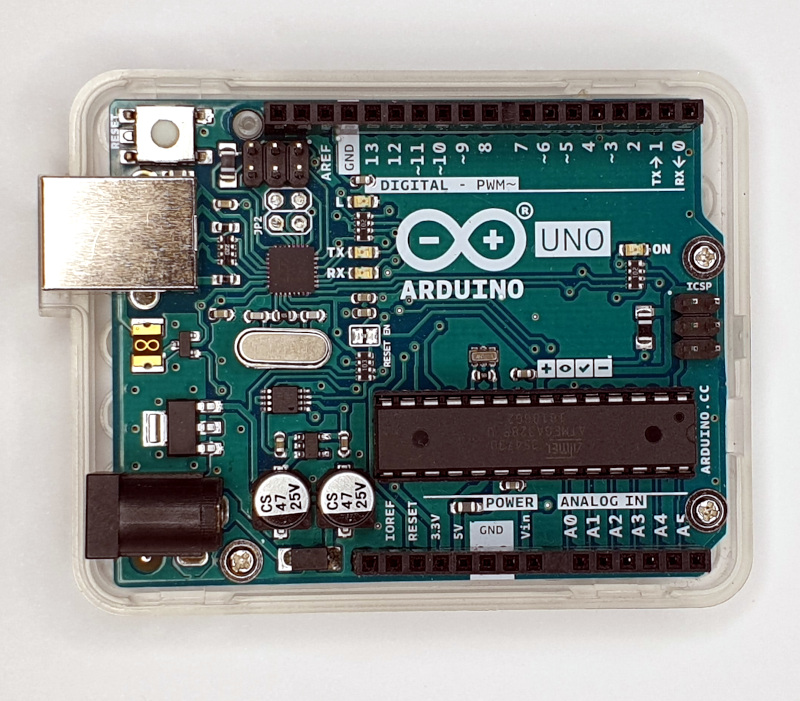 RESET
AREF
GND
13
12
~11
~10
~9
8
7
~6
~5
4
~3
2
TX→1
RX←0
DIGITAL - PWM~
JP2
L
TX
RX
®
UNO
ON
ARDUINO
ICSP
RESET EN
8
ARDUINO.CC
CS
47
25V
CS
47
25V
POWER
ANALOG IN
IOREF
RESET
3.3V
5V
GND
Vin
A0
A1
A2
A3
A4
A5